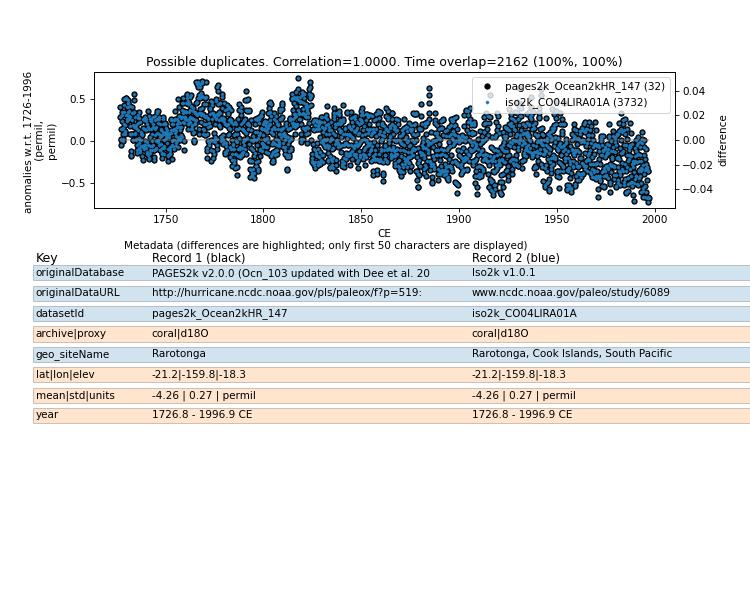 Possible duplicates. Correlation=1.0000. Time overlap=2162 (100%, 100%)
anomalies w.r.t. 1726-1996
(permil,
permil)
0.5
0.0
−0.5
pages2k_Ocean2kHR_147 (32)
iso2k_CO04LIRA01A (3732)
0.04
0.02
0.00
−0.02
−0.04
difference
1750 1800 1850 1900 1950 2000
CE
Metadata (differences are highlighted; only first 50 characters are displayed)
Key Record 1 (black) Record 2 (blue)
originalDatabase PAGES2k v2.0.0 (Ocn_103 updated with Dee et al. 20 Iso2k v1.0.1
originalDataURL http://hurricane.ncdc.noaa.gov/pls/paleox/f?p=519: www.ncdc.noaa.gov/paleo/study/6089
datasetId pages2k_Ocean2kHR_147 iso2k_CO04LIRA01A
archive|proxy coral|d18O coral|d18O
geo_siteName Rarotonga Rarotonga, Cook Islands, South Pacific
lat|lon|elev -21.2|-159.8|-18.3 -21.2|-159.8|-18.3
mean|std|units -4.26 | 0.27 | permil -4.26 | 0.27 | permil
year 1726.8 - 1996.9 CE 1726.8 - 1996.9 CE